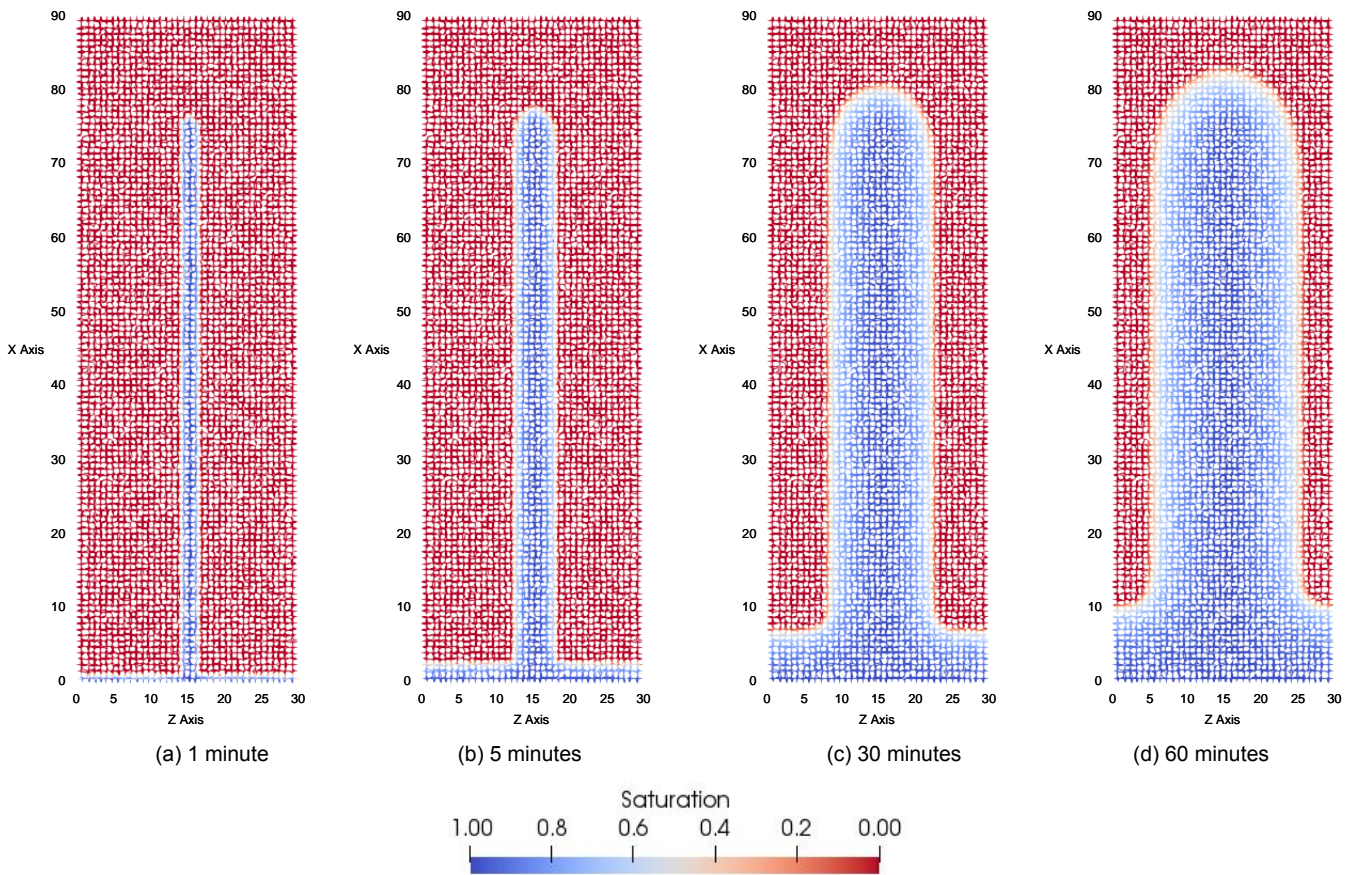 90 90 90 90
80 80 80 80
70 70 70 70
60 60 60 60
50 50 50 50
X Axis X Axis X Axis X Axis
40 40 40 40
30 30 30 30
20 20 20 20
10 10 10 10
0 0 0 0
0 5 10 15 20 25 30 0 5 10 15 20 25 30 0 5 10 15 20 25 30 0 5 10 15 20 25 30
Z Axis Z Axis Z Axis Z Axis
(a) 1 minute (b) 5 minutes (c) 30 minutes (d) 60 minutes
Saturation
1.00 0.8 0.6 0.4 0.2 0.00